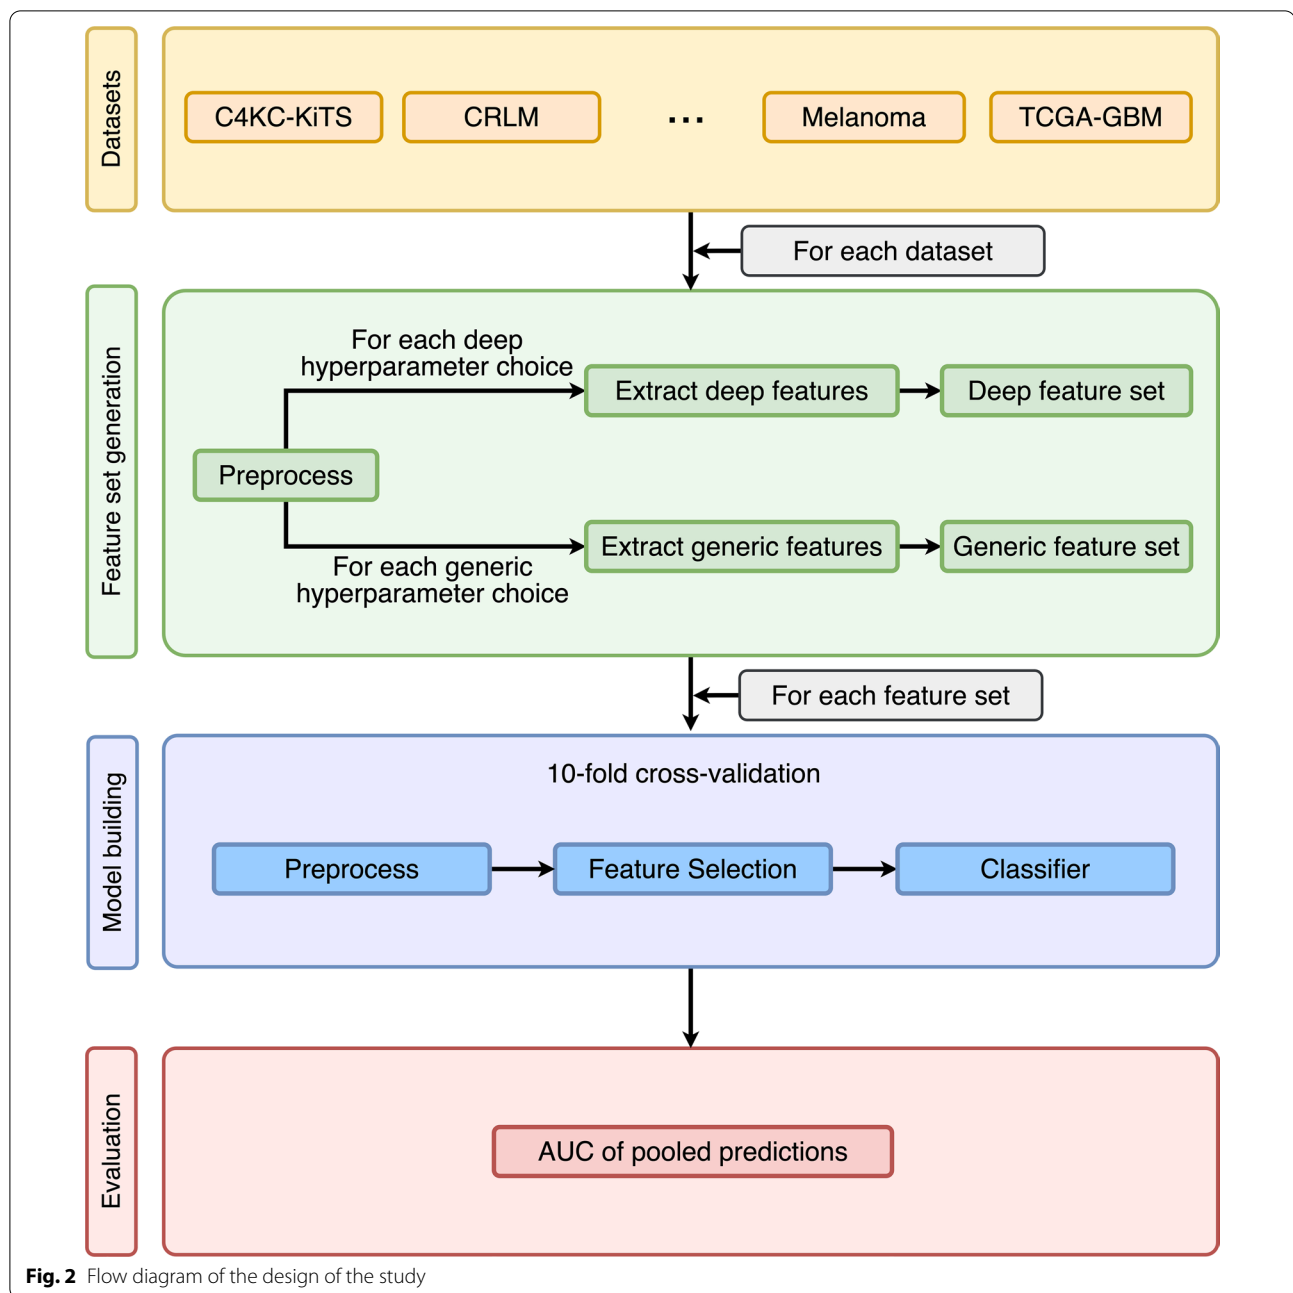 Datasets
C4KC-KiTS
CRLM
...
Melanoma
TCGA-GBM
For each dataset
Feature set generation
For each deep
hyperparameter choice
Extract deep features
Deep feature set
Preprocess
Extract generic features
Generic feature set
For each generic
hyperparameter choice
For each feature set
Model building
10-fold cross-validation
Preprocess
Feature Selection
Classifier
Evaluation
AUC of pooled predictions
Fig. 2 Flow diagram of the design of the study